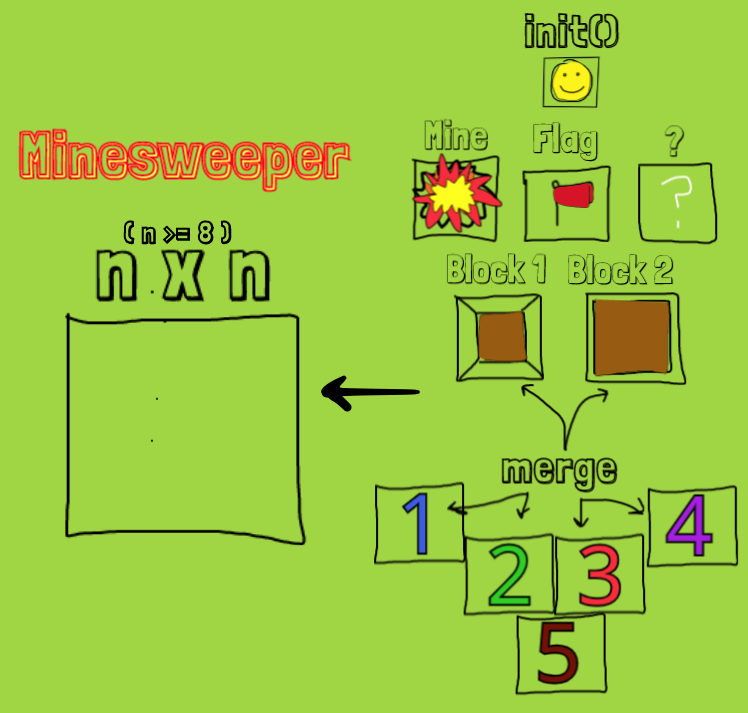 init()
Minesweeper
Mine Flag ?
?
( n >= 8 )
n x n
Block 1 Block 2
merge
1 4
2 3
5